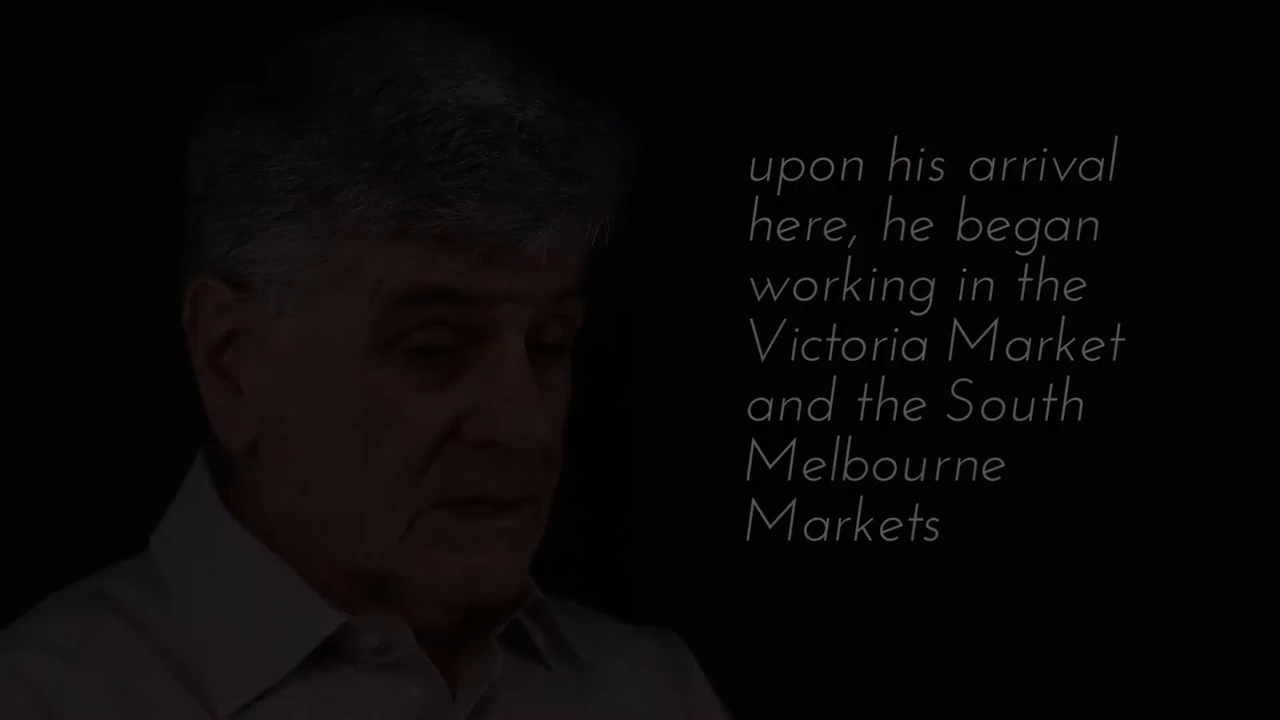 upon his arrival
here, he began
working in the
Victoria Market
and the South
Melbourne
Markets